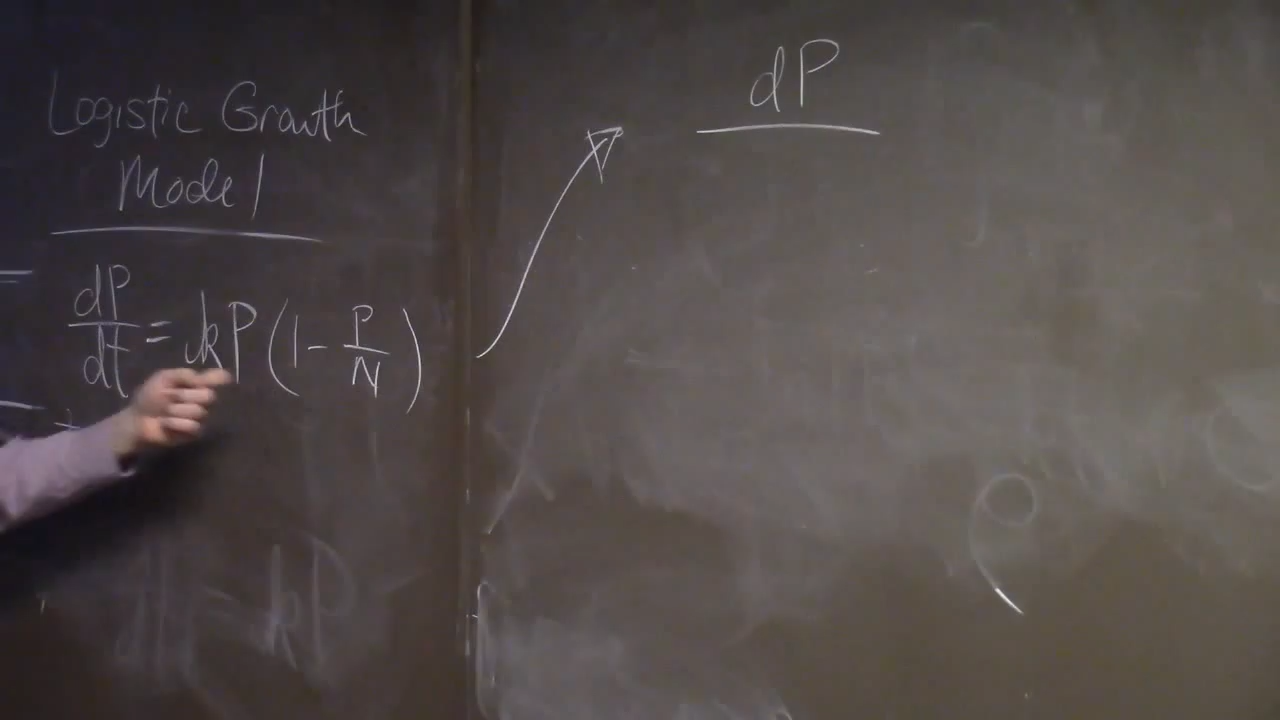 Logistic Growth
Model
dP/dt = kP(1 - P/N)
dP